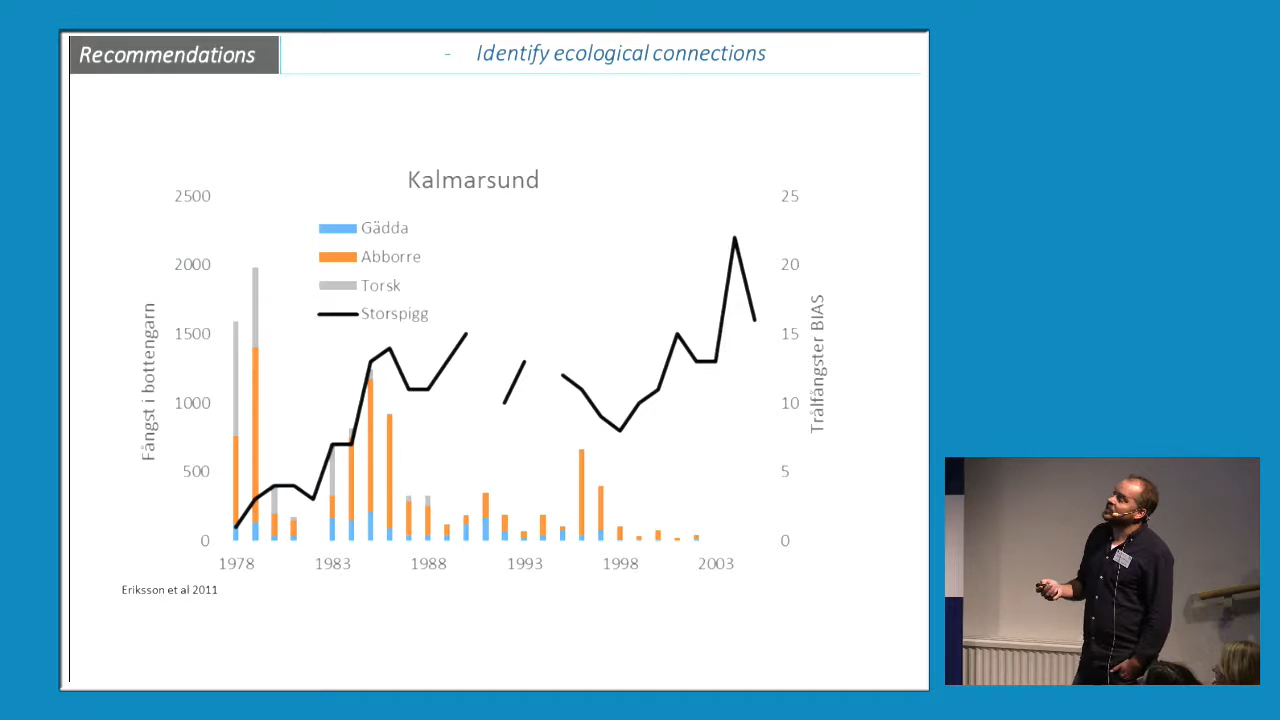 Recommendations
- Identify ecological connections
Kalmarsund
2500
2000
1500
1000
500
0
Fångst i bottengarn
Gädda
Abborre
Torsk
Storspigg
25
20
15
10
5
0
Trålfångster BIAS
1978 1983 1988 1993 1998 2003
Eriksson et al 2011